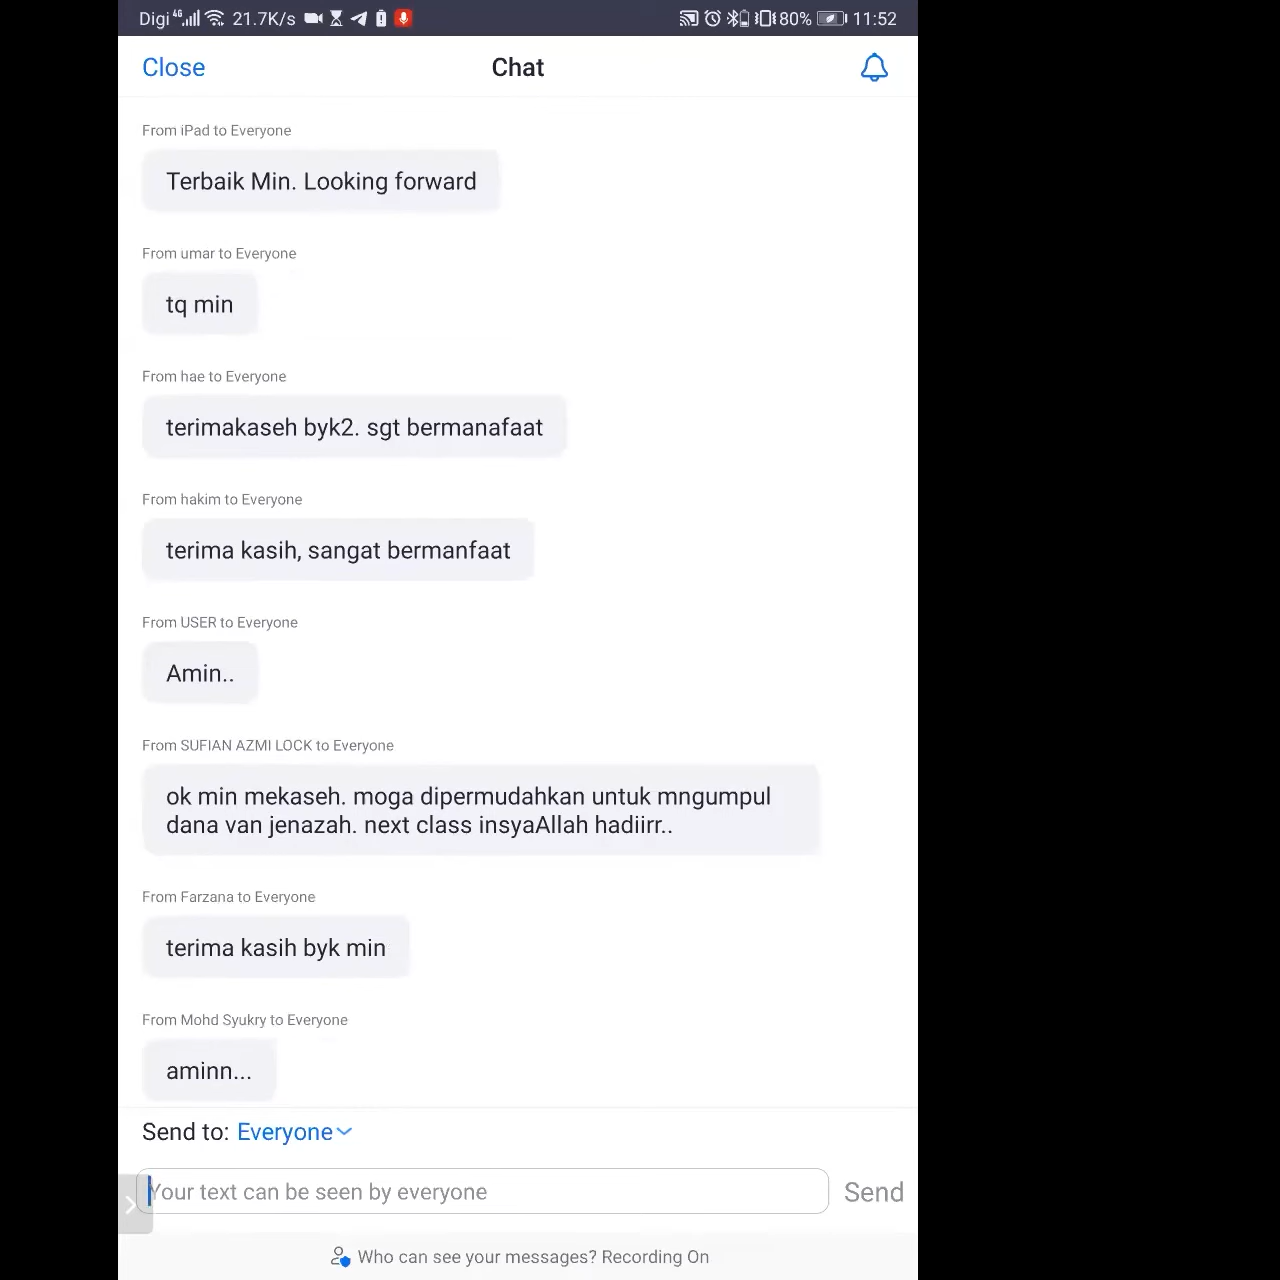 Digi 4G 21.7K/s 80% 11:52
Close Chat
From iPad to Everyone
Terbaik Min. Looking forward
From umar to Everyone
tq min
From hae to Everyone
terimakaseh byk2. sgt bermanafaat
From hakim to Everyone
terima kasih, sangat bermanfaat
From USER to Everyone
Amin..
From SUFIAN AZMI LOCK to Everyone
ok min mekaseh. moga dipermudahkan untuk mngumpul
dana van jenazah. next class insyaAllah hadiirr..
From Farzana to Everyone
terima kasih byk min
From Mohd Syukry to Everyone
aminn...
Send to: Everyone
Your text can be seen by everyone Send
Who can see your messages? Recording On